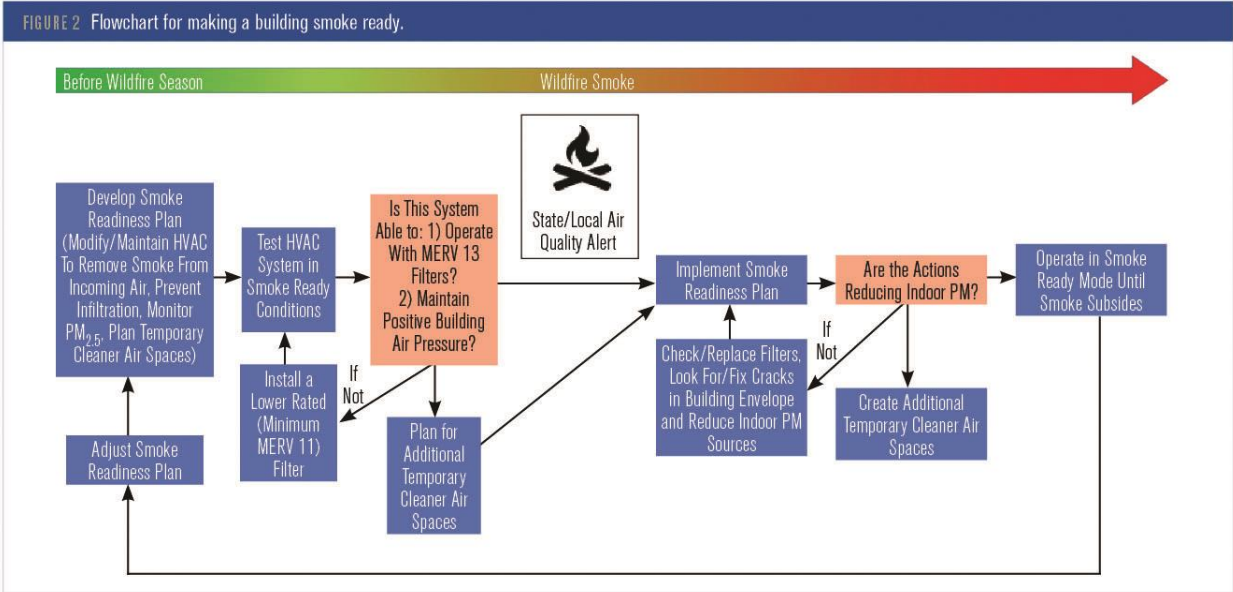 FIGURE 2 Flowchart for making a building smoke ready.
Before Wildfire Season
Wildfire Smoke
State/Local Air
Quality Alert
Develop Smoke
Readiness Plan
(Modify/Maintain HVAC
To Remove Smoke From
Incoming Air, Prevent
Infiltration, Monitor
PM2.5, Plan Temporary
Cleaner Air Spaces)
Test HVAC
System in
Smoke Ready
Conditions
Is This System
Able to: 1) Operate
With MERV 13
Filters?
2) Maintain
Positive Building
Air Pressure?
Implement Smoke
Readiness Plan
Are the Actions
Reducing Indoor PM?
Operate in Smoke
Ready Mode Until
Smoke Subsides
If
Not
Install a
Lower Rated
(Minimum
MERV 11)
Filter
Plan for
Additional
Temporary
Cleaner Air
Spaces
If
Not
Check/Replace Filters,
Look For/Fix Cracks
in Building Envelope
and Reduce Indoor PM
Sources
Create Additional
Temporary Cleaner Air
Spaces
Adjust Smoke
Readiness Plan